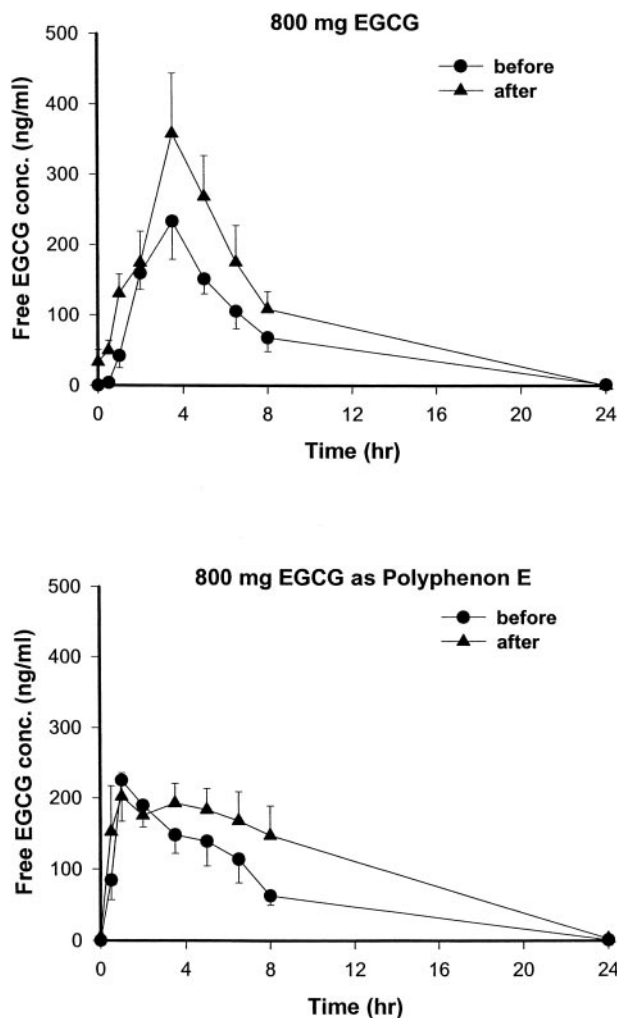 800 mg EGCG
before
after
Free EGCG conc. (ng/ml)
500
400
300
200
100
0
0 4 8 12 16 20 24
Time (hr)
800 mg EGCG as Polyphenon E
before
after
Free EGCG conc. (ng/ml)
500
400
300
200
100
0
0 4 8 12 16 20 24
Time (hr)